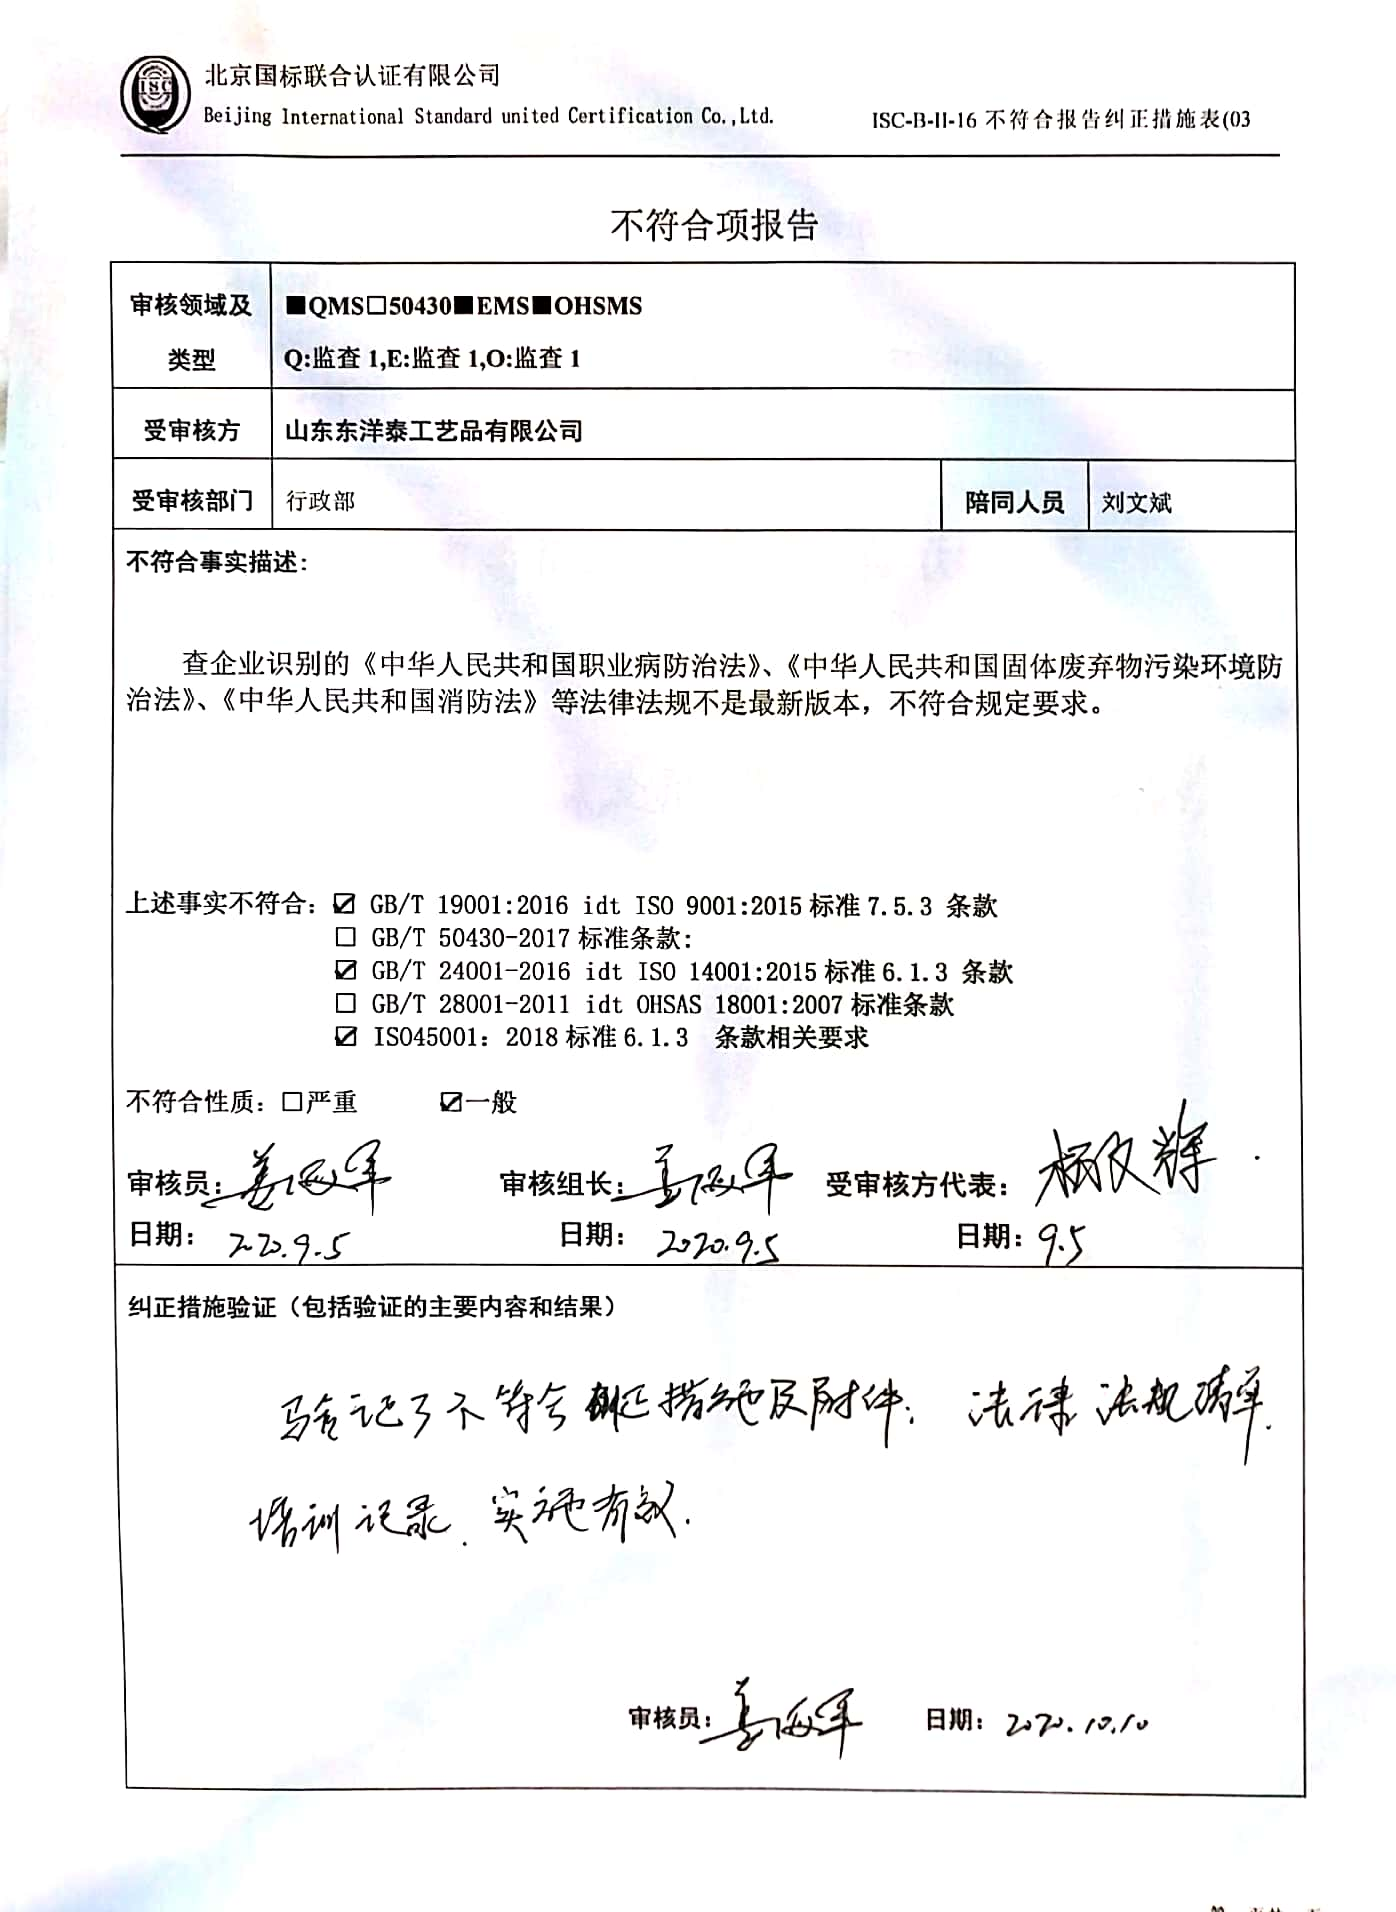 ISC
北京国标联合认证有限公司
Beijing International Standard united Certification Co.,Ltd.
ISC-B-II-16 不符合报告纠正措施表(03
不符合项报告
审核领域及类型
■QMS□50430■EMS■OHSMS
Q:监查 1,E:监查 1,O:监查 1
受审核方 山东东洋泰工艺品有限公司
受审核部门 行政部 陪同人员 刘文斌
不符合事实描述:
查企业识别的《中华人民共和国职业病防治法》、《中华人民共和国固体废弃物污染环境防
治法》、《中华人民共和国消防法》等法律法规不是最新版本，不符合规定要求。
上述事实不符合: ☑ GB/T 19001:2016 idt ISO 9001:2015 标准 7.5.3 条款
□ GB/T 50430-2017 标准条款:
☑ GB/T 24001-2016 idt ISO 14001:2015 标准 6.1.3 条款
□ GB/T 28001-2011 idt OHSAS 18001:2007 标准条款
☑ ISO45001: 2018 标准 6.1.3 条款相关要求
不符合性质: □严重 ☑一般
审核员: 姜海军 审核组长: 姜海军 受审核方代表:
日期: 2020.9.5 日期: 2020.9.5 日期: 9.5
纠正措施验证（包括验证的主要内容和结果）
验记了不符合纠正措施及附件. 法律法规清单.
培训记录. 实施有效.
审核员: 姜海军 日期: 2020.10.10